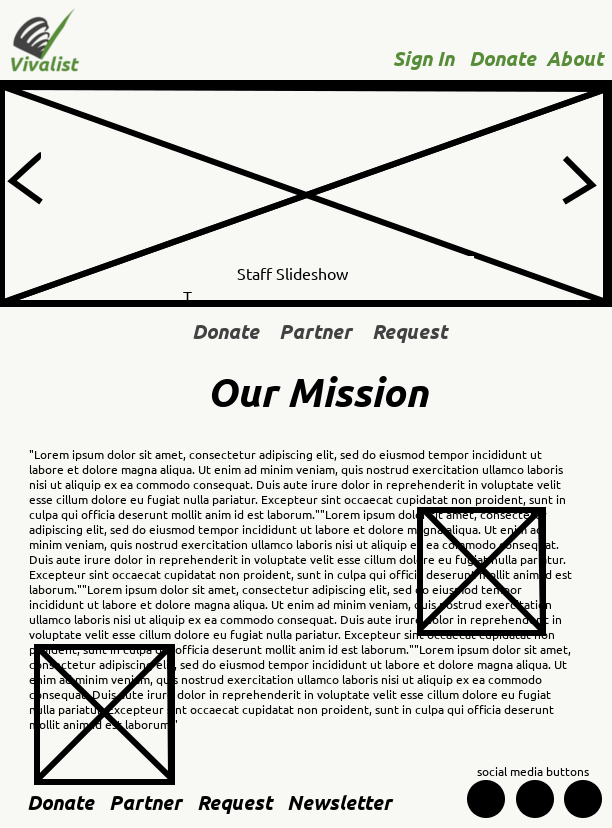 Vivalist
Sign In Donate About
Staff Slideshow
T
Donate Partner Request
Our Mission
"Lorem ipsum dolor sit amet, consectetur adipiscing elit, sed do eiusmod tempor incididunt ut
labore et dolore magna aliqua. Ut enim ad minim veniam, quis nostrud exercitation ullamco laboris
nisi ut aliquip ex ea commodo consequat. Duis aute irure dolor in reprehenderit in voluptate velit
esse cillum dolore eu fugiat nulla pariatur. Excepteur sint occaecat cupidatat non proident, sunt in
culpa qui officia deserunt mollit anim id est laborum.""Lorem ipsum dolor sit amet, consectetur
adipiscing elit, sed do eiusmod tempor incididunt ut labore et dolore magna aliqua. Ut enim ad
minim veniam, quis nostrud exercitation ullamco laboris nisi ut aliquip ex ea commodo consequat.
Duis aute irure dolor in reprehenderit in voluptate velit esse cillum dolore eu fugiat nulla pariatur.
Excepteur sint occaecat cupidatat non proident, sunt in culpa qui officia deserunt mollit anim id est
laborum.""Lorem ipsum dolor sit amet, consectetur adipiscing elit, sed do eiusmod tempor
incididunt ut labore et dolore magna aliqua. Ut enim ad minim veniam, quis nostrud exercitation
ullamco laboris nisi ut aliquip ex ea commodo consequat. Duis aute irure dolor in reprehenderit in
voluptate velit esse cillum dolore eu fugiat nulla pariatur. Excepteur sint occaecat cupidatat non
proident, sunt in culpa qui officia deserunt mollit anim id est laborum.""Lorem ipsum dolor sit amet,
consectetur adipiscing elit, sed do eiusmod tempor incididunt ut labore et dolore magna aliqua. Ut
enim ad minim veniam, quis nostrud exercitation ullamco laboris nisi ut aliquip ex ea commodo
consequat. Duis aute irure dolor in reprehenderit in voluptate velit esse cillum dolore eu fugiat
nulla pariatur. Excepteur sint occaecat cupidatat non proident, sunt in culpa qui officia deserunt
mollit anim id est laborum."
social media buttons
Donate Partner Request Newsletter